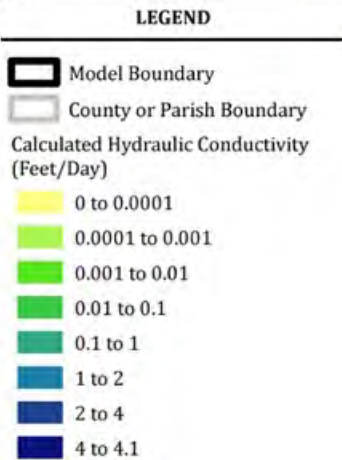 LEGEND
Model Boundary
County or Parish Boundary
Calculated Hydraulic Conductivity
(Feet/Day)
0 to 0.0001
0.0001 to 0.001
0.001 to 0.01
0.01 to 0.1
0.1 to 1
1 to 2
2 to 4
4 to 4.1